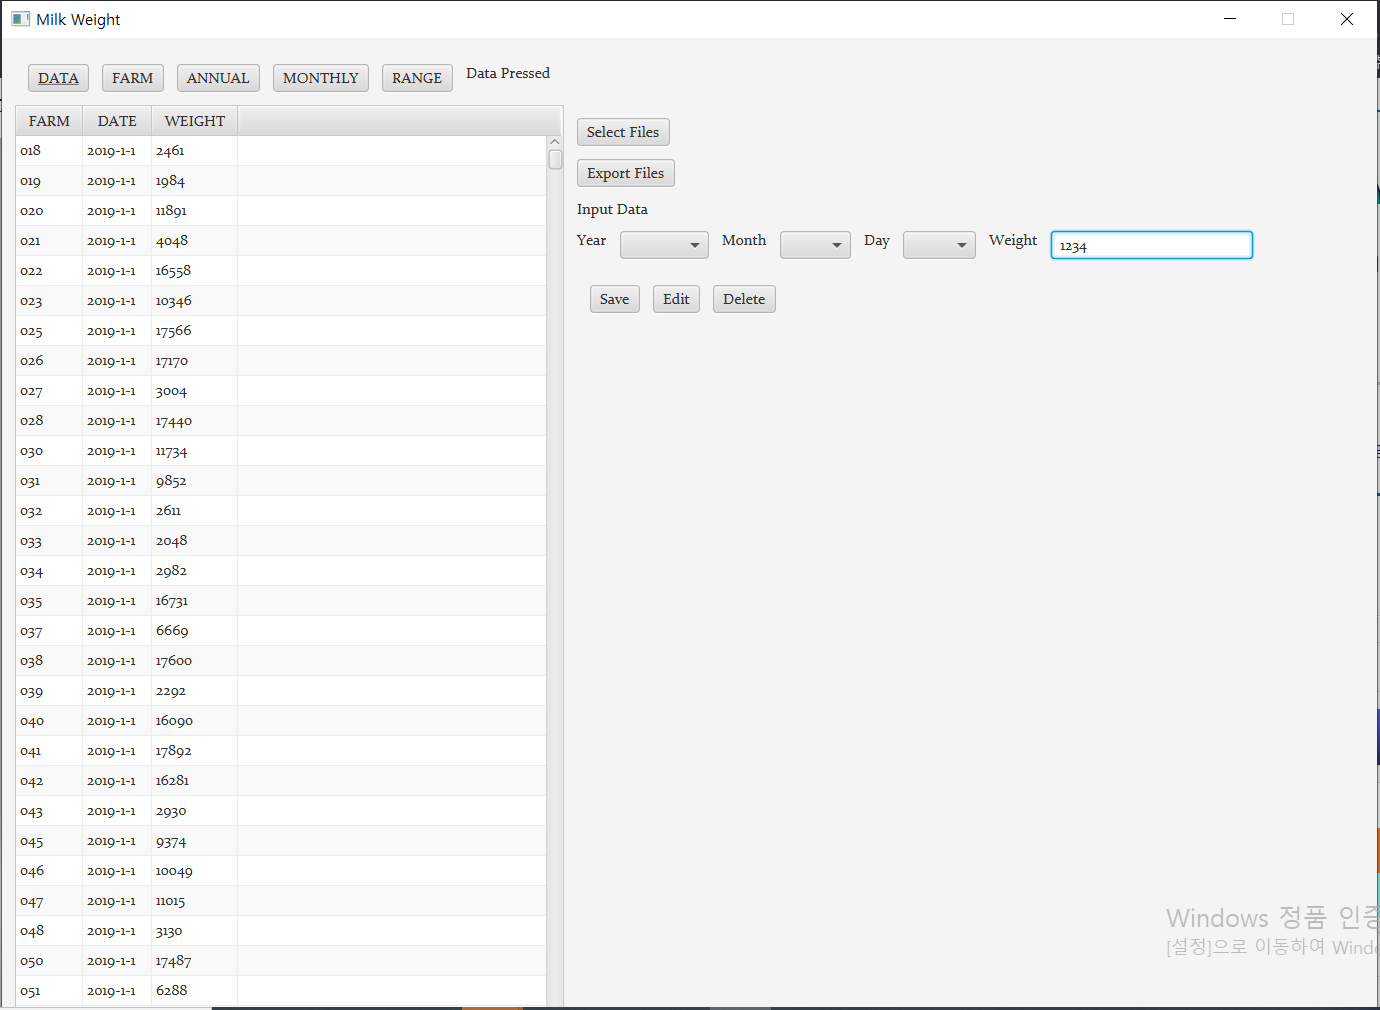 Milk Weight
DATA FARM ANNUAL MONTHLY RANGE Data Pressed
FARM DATE WEIGHT
018 2019-1-1 2461
019 2019-1-1 1984
020 2019-1-1 11891
021 2019-1-1 4048
022 2019-1-1 16558
023 2019-1-1 10346
025 2019-1-1 17566
026 2019-1-1 17170
027 2019-1-1 3004
028 2019-1-1 17440
030 2019-1-1 11734
031 2019-1-1 9852
032 2019-1-1 2611
033 2019-1-1 2048
034 2019-1-1 2982
035 2019-1-1 16731
037 2019-1-1 6669
038 2019-1-1 17600
039 2019-1-1 2292
040 2019-1-1 16090
041 2019-1-1 17892
042 2019-1-1 16281
043 2019-1-1 2930
045 2019-1-1 9374
046 2019-1-1 10049
047 2019-1-1 11015
048 2019-1-1 3130
050 2019-1-1 17487
051 2019-1-1 6288
Select Files
Export Files
Input Data
Year Month Day Weight 1234
Save Edit Delete
Windows 정품 인증
[설정]으로 이동하여 Windo